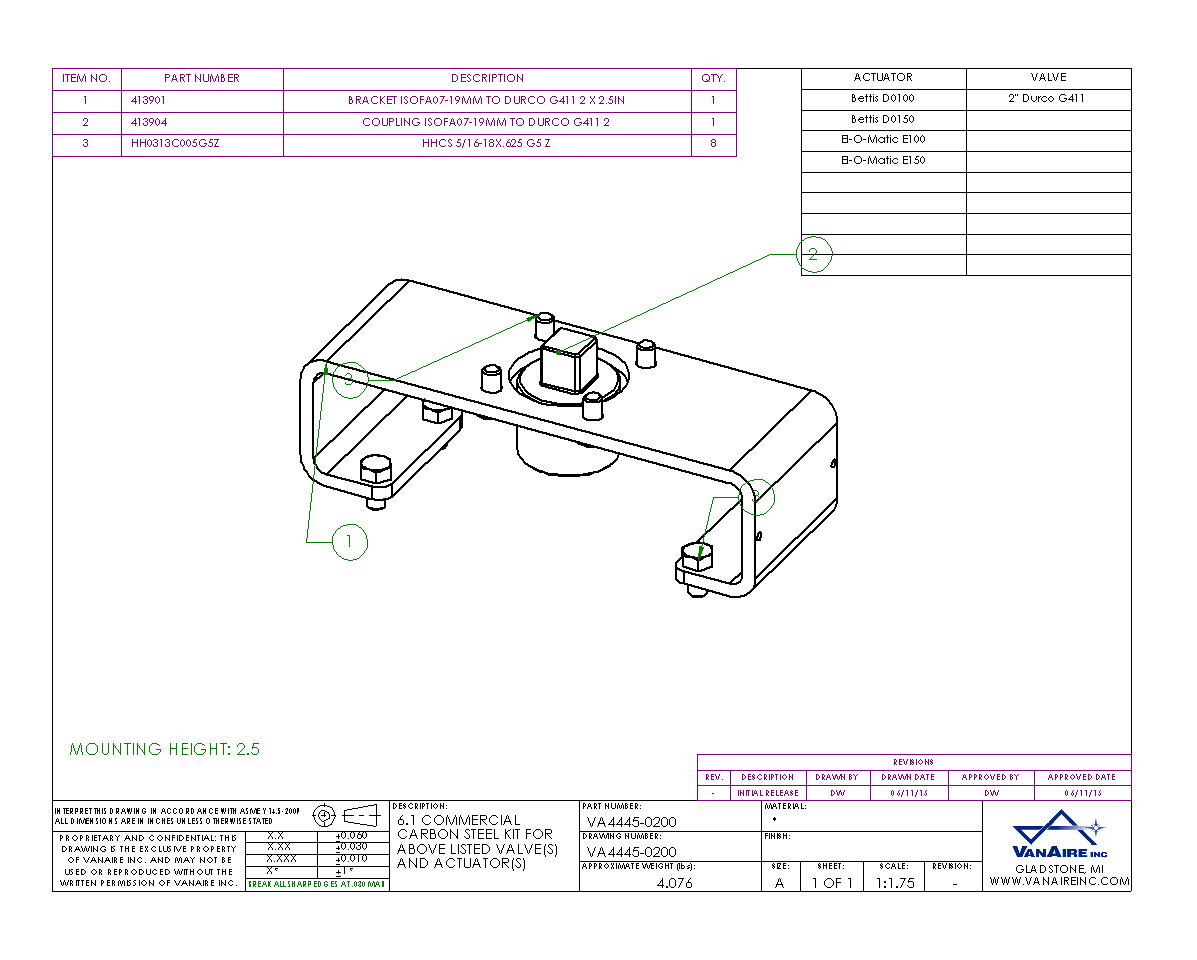 ITEM NO. PART NUMBER DESCRIPTION QTY.
1 413901 BRACKET ISOFA07-19MM TO DURCO G411 2 X 2.5IN 1
2 413904 COUPLING ISOFA07-19MM TO DURCO G411 2 1
3 HH0313C005G5Z HHCS 5/16-18X.625 G5 Z 8
ACTUATOR VALVE
Bettis D0100 2" Durco G411
Bettis D0150
El-O-Matic E100
El-O-Matic E150
2
3
3
1
MOUNTING HEIGHT: 2.5
REVISIONS
REV. DESCRIPTION DRAWN BY DRAWN DATE APPROVED BY APPROVED DATE
- INITIAL RELEASE DW DW
INTERPRET THIS DRAWING IN ACCORDANCE WITH ASME Y14.5-2009
ALL DIMENSIONS ARE IN INCHES UNLESS OTHERWISE STATED
PROPRIETARY AND CONFIDENTIAL: THIS
DRAWING IS THE EXCLUSIVE PROPERTY
OF VANAIRE INC. AND MAY NOT BE
USED OR REPRODUCED WITHOUT THE
WRITTEN PERMISSION OF VANAIRE INC.
X.X ±0.060
X.XX ±0.030
X.XXX ±0.010
X° ±1°
BREAK ALL SHARP EDGES AT .020 MAX
DESCRIPTION:
6.1 COMMERCIAL
CARBON STEEL KIT FOR
ABOVE LISTED VALVE(S)
AND ACTUATOR(S)
PART NUMBER:
VA4445-0200
DRAWING NUMBER:
VA4445-0200
APPROXIMATE WEIGHT (lbs):
4.076
MATERIAL:
•
FINISH:
SIZE: SHEET: SCALE: REVISION:
A 1 OF 1 1:1.75 -
VANAIRE INC
GLADSTONE, MI
WWW.VANAIREINC.COM